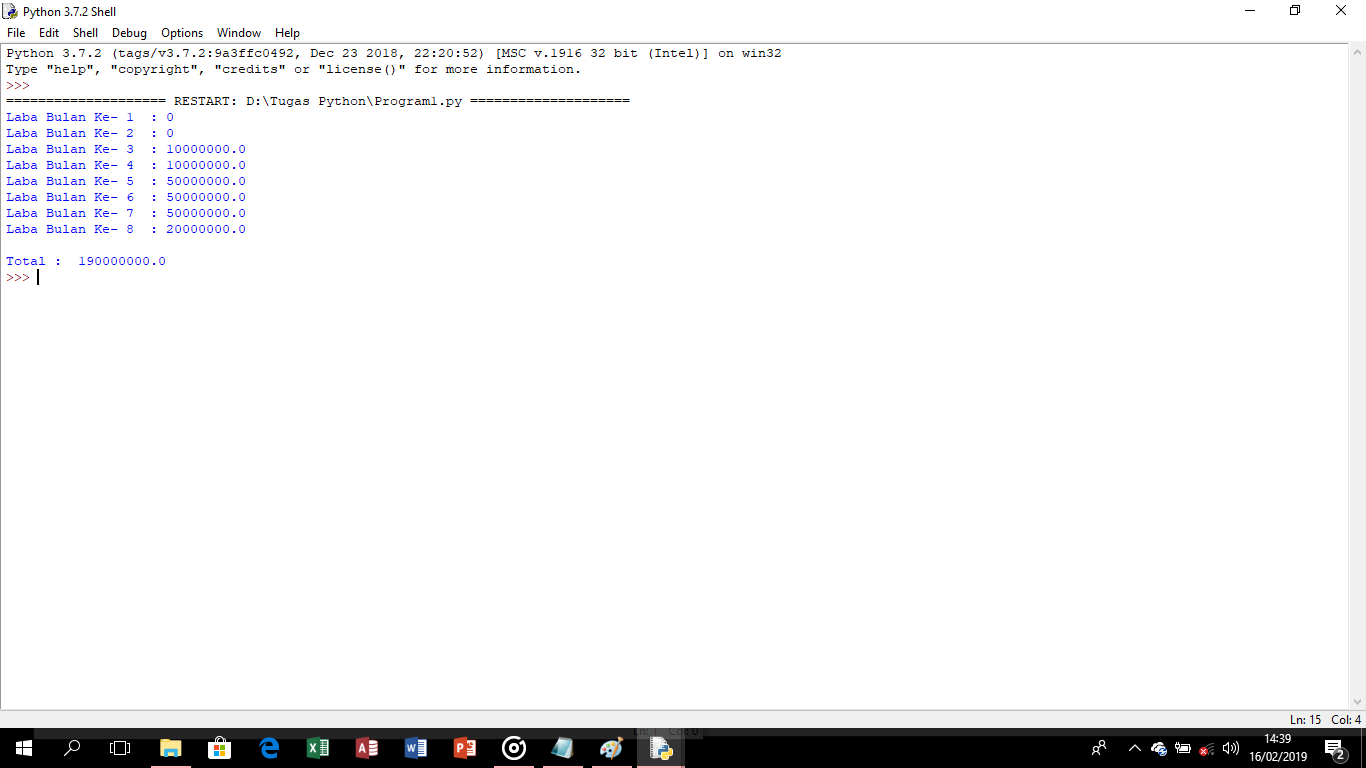 Python 3.7.2 Shell
File Edit Shell Debug Options Window Help
Python 3.7.2 (tags/v3.7.2:9a3ffc0492, Dec 23 2018, 22:20:52) [MSC v.1916 32 bit (Intel)] on win32
Type "help", "copyright", "credits" or "license()" for more information.
>>>
==================== RESTART: D:\Tugas Python\Program1.py ====================
Laba Bulan Ke- 1  : 0
Laba Bulan Ke- 2  : 0
Laba Bulan Ke- 3  : 10000000.0
Laba Bulan Ke- 4  : 10000000.0
Laba Bulan Ke- 5  : 50000000.0
Laba Bulan Ke- 6  : 50000000.0
Laba Bulan Ke- 7  : 50000000.0
Laba Bulan Ke- 8  : 20000000.0
Total :  190000000.0
>>>
Ln: 15 Col: 4
14:39
16/02/2019
2